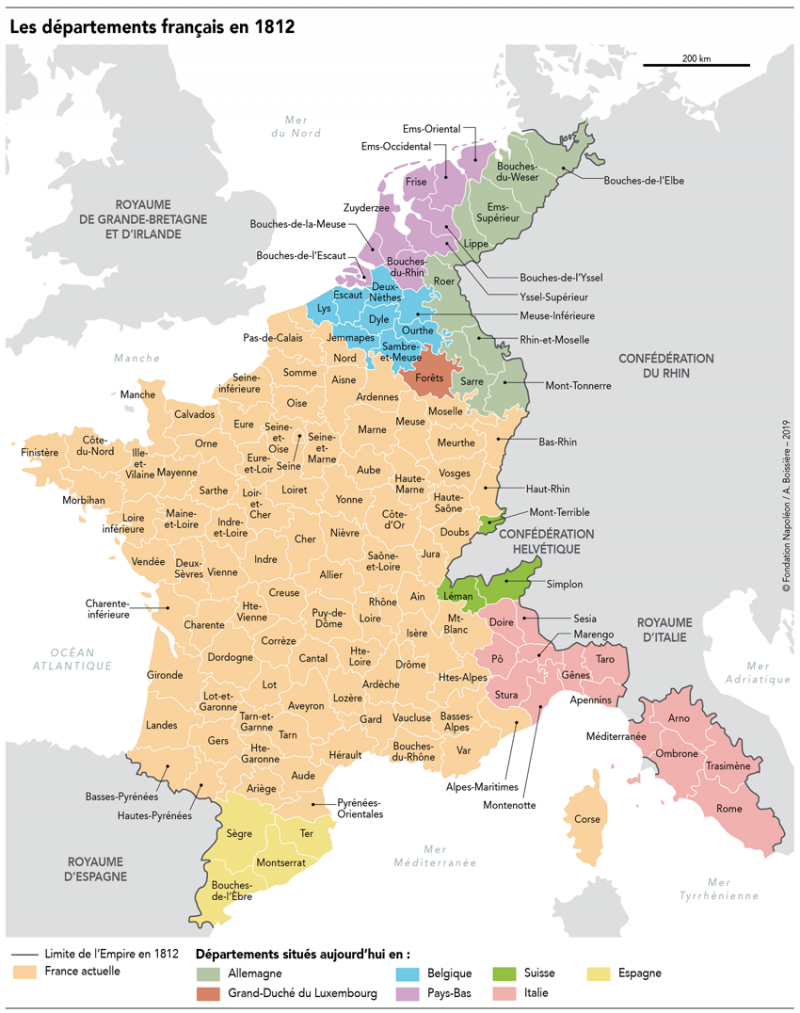 Les départements français en 1812
200 km
Mer
du Nord
Ems-Oriental
Ems-Occidental
Bouches-
du-Weser
Bouches-de-l'Elbe
Frise
Ems-
Supérieur
Zuyderzee
ROYAUME
DE GRANDE-BRETAGNE
ET D'IRLANDE
Bouches-de-la-Meuse
Lippe
Bouches-de-l'Escaut
Bouches-
du-Rhin
Bouches-de-l'Yssel
Roer
Yssel-Supérieur
Escaut
Deux-
Nèthes
Lys
Meuse-Inférieure
Dyle
Ourthe
Jemmapes
Sambre-
et-Meuse
Rhin-et-Moselle
Pas-de-Calais
Manche
Nord
CONFÉDÉRATION
DU RHIN
Somme
Aisne
Forêts
Sarre
Mont-Tonnerre
Seine-
inférieure
Ardennes
Manche
Oise
Calvados
Moselle
Eure
Seine-
et-
Oise
Seine-
et-
Marne
Marne
Meuse
Meurthe
Bas-Rhin
Orne
Finistère
Côte-
du-Nord
Ille-
et-
Vilaine
Mayenne
Eure-
et-Loir
Seine
Aube
Vosges
Haute-
Marne
Sarthe
Loir-
et-
Cher
Loiret
Yonne
Haute-
Saône
Haut-Rhin
Morbihan
Mont-Terrible
Loire
inférieure
Maine-
et-Loire
Indre-
et-Loire
Côte-
d'Or
Cher
Nièvre
Doubs
CONFÉDÉRATION
HELVÉTIQUE
Vendée
Deux-
Sèvres
Vienne
Indre
Saône-
et-Loire
Jura
Allier
Simplon
Léman
Charente-
inférieure
Creuse
Hte-
Vienne
Ain
Rhône
Loire
Puy-de-
Dôme
Charente
Mt-
Blanc
Doire
Sesia
Marengo
ROYAUME
D'ITALIE
Isère
Corrèze
OCÉAN
ATLANTIQUE
Dordogne
Cantal
Hte-
Loire
Drôme
Pô
Taro
Gênes
Mer
Adriatique
Gironde
Ardèche
Htes-Alpes
Lot
Stura
Apennins
Lot-et-
Garonne
Aveyron
Lozère
Landes
Tarn-et-
Garnne
Gard
Vaucluse
Basses-
Alpes
Arno
Méditerranée
Gers
Tarn
Hte-
Garonne
Hérault
Bouches-
du-Rhône
Var
Ombrone
Trasimène
Aude
Ariège
Alpes-Maritimes
Basses-Pyrénées
Hautes-Pyrénées
Pyrénées-
Orientales
Montenotte
Rome
Corse
Sègre
Ter
Mer
Méditerranée
Montserrat
ROYAUME
D'ESPAGNE
Bouches-
de-l'Èbre
Mer
Tyrrhénienne
© Fondation Napoléon / A. Boissière – 2019
Limite de l'Empire en 1812
France actuelle
Départements situés aujourd'hui en :
Allemagne
Belgique
Suisse
Espagne
Grand-Duché du Luxembourg
Pays-Bas
Italie